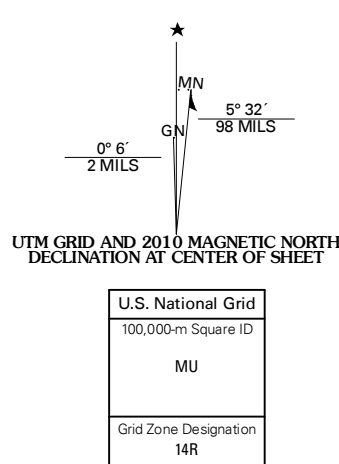 MN
5° 32´
98 MILS
GN
0° 6´
2 MILS
UTM GRID AND 2010 MAGNETIC NORTH
DECLINATION AT CENTER OF SHEET
U.S. National Grid
100,000-m Square ID
MU
Grid Zone Designation
14R